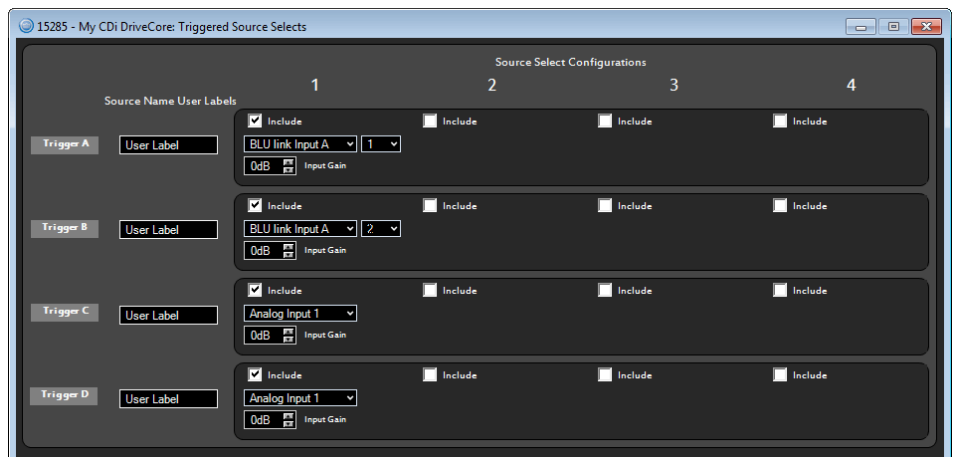 15285 - My CDi DriveCore: Triggered Source Selects
Source Select Configurations
1 2 3 4
Source Name User Labels
Include Include Include Include
Trigger A User Label BLU link Input A 1
0dB Input Gain
Include Include Include Include
Trigger B User Label BLU link Input A 2
0dB Input Gain
Include Include Include Include
Trigger C User Label Analog Input 1
0dB Input Gain
Include Include Include Include
Trigger D User Label Analog Input 1
0dB Input Gain